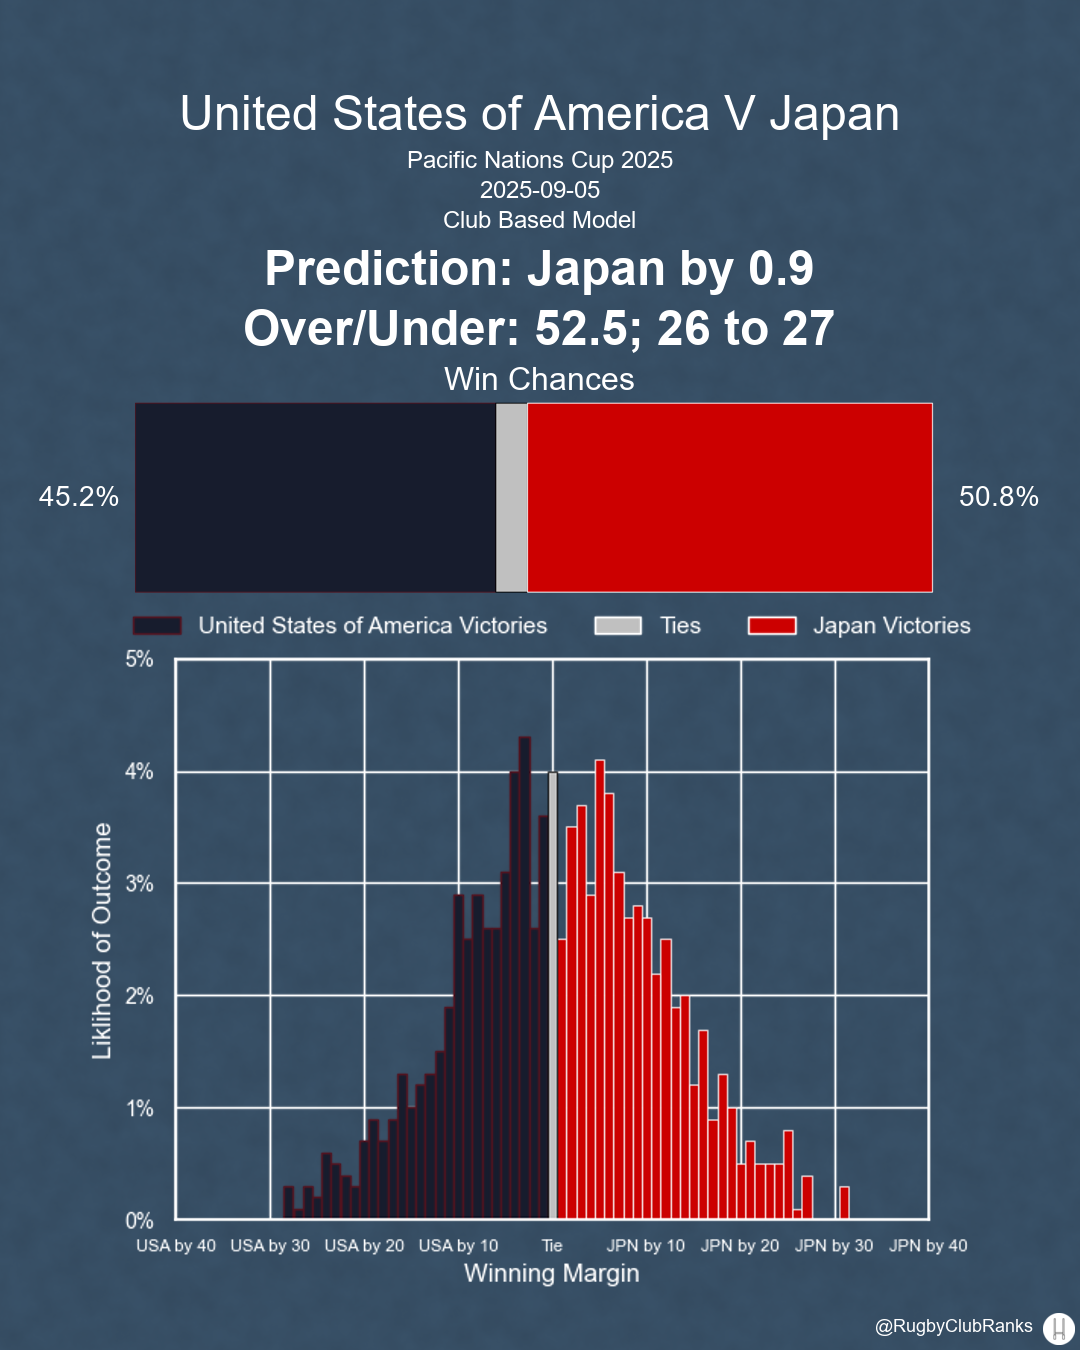 United States of America V Japan
Pacific Nations Cup 2025
2025-09-05
Club Based Model
Prediction: Japan by 0.9
Over/Under: 52.5; 26 to 27
Win Chances
45.2%
50.8%
United States of America Victories
Ties
Japan Victories
5%
4%
3%
2%
1%
0%
Liklihood of Outcome
USA by 40
USA by 30
USA by 20
USA by 10
Tie
JPN by 10
JPN by 20
JPN by 30
JPN by 40
Winning Margin
@RugbyClubRanks